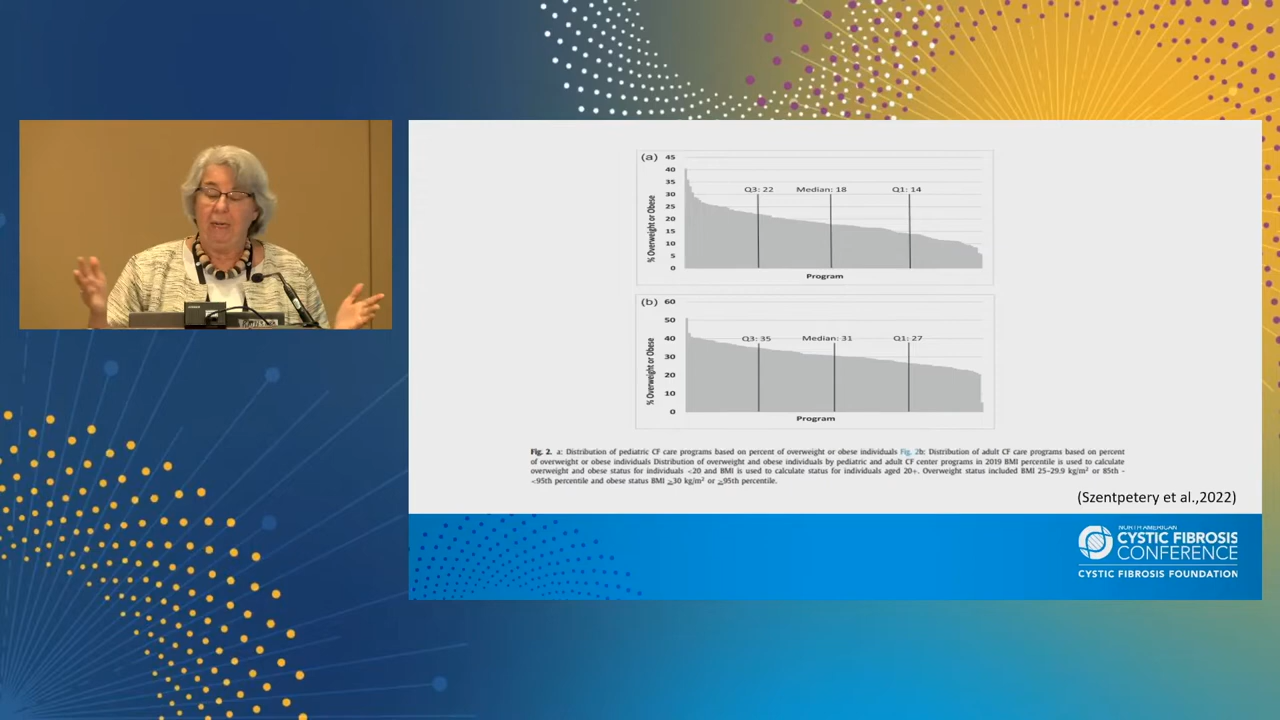 (a) 45
40
35
30
25
20
15
10
5
0
% Overweight or Obese
Q3: 22 Median: 18 Q1: 14
Program
(b) 60
50
40
30
20
10
0
% Overweight or Obese
Q3: 35 Median: 31 Q1: 27
Program
Fig. 2. a: Distribution of pediatric CF care programs based on percent of overweight or obese individuals Fig. 2b: Distribution of adult CF care programs based on percent
of overweight or obese individuals Distribution of overweight and obese individuals by pediatric and adult CF center programs in 2019 BMI percentile is used to calculate
overweight and obese status for individuals <20 and BMI is used to calculate status for individuals aged 20+. Overweight status included BMI 25–29.9 kg/m² or 85th -
<95th percentile and obese status BMI ≥30 kg/m² or ≥95th percentile.
(Szentpetery et al.,2022)
NORTH AMERICAN
CYSTIC FIBROSIS
CONFERENCE
CYSTIC FIBROSIS FOUNDATION